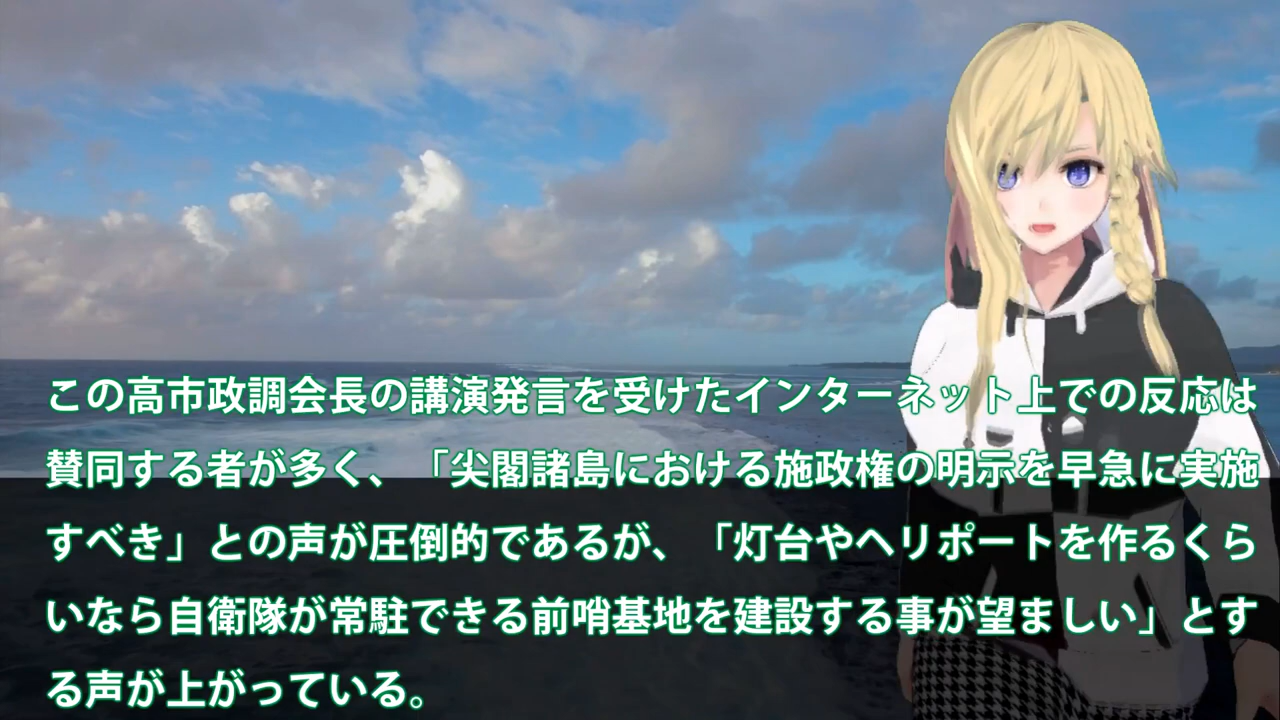 この高市政調会長の講演発言を受けたインターネット上での反応は
賛同する者が多く、「尖閣諸島における施政権の明示を早急に実施
すべき」との声が圧倒的であるが、「灯台やヘリポートを作るくら
いなら自衛隊が常駐できる前哨基地を建設する事が望ましい」とす
る声が上がっている。